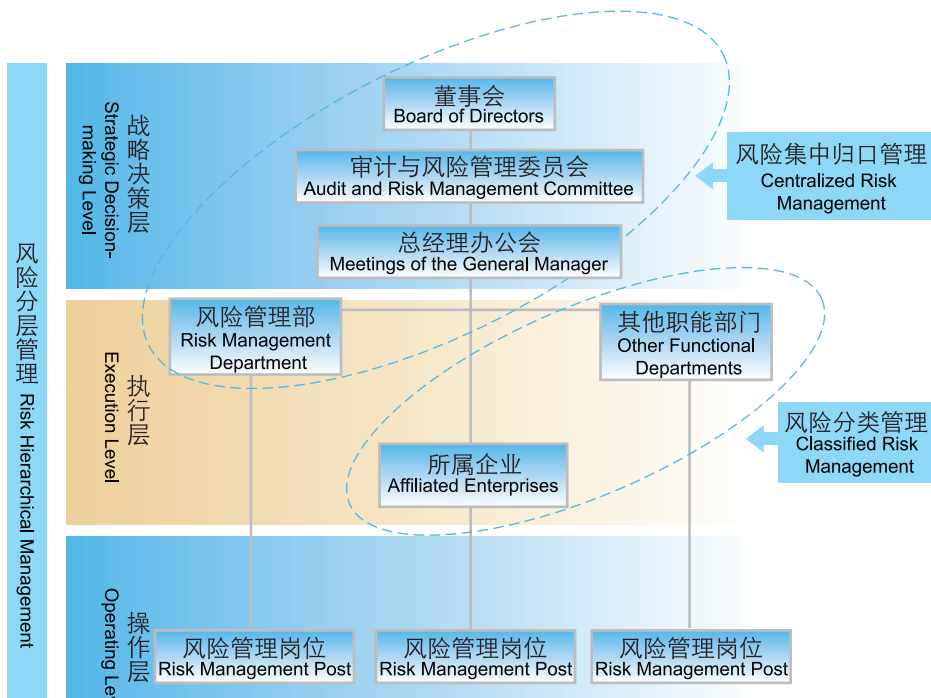 风险分层管理 Risk Hierarchical Management
战略决策层
Strategic Decision-
making Level
董事会
Board of Directors
审计与风险管理委员会
Audit and Risk Management Committee
总经理办公会
Meetings of the General Manager
风险集中归口管理
Centralized Risk
Management
执行层
Execution Level
风险管理部
Risk Management
Department
其他职能部门
Other Functional
Departments
所属企业
Affiliated Enterprises
风险分类管理
Classified Risk
Management
操作层
Operating Le
风险管理岗位
Risk Management Post
风险管理岗位
Risk Management Post
风险管理岗位
Risk Management Post